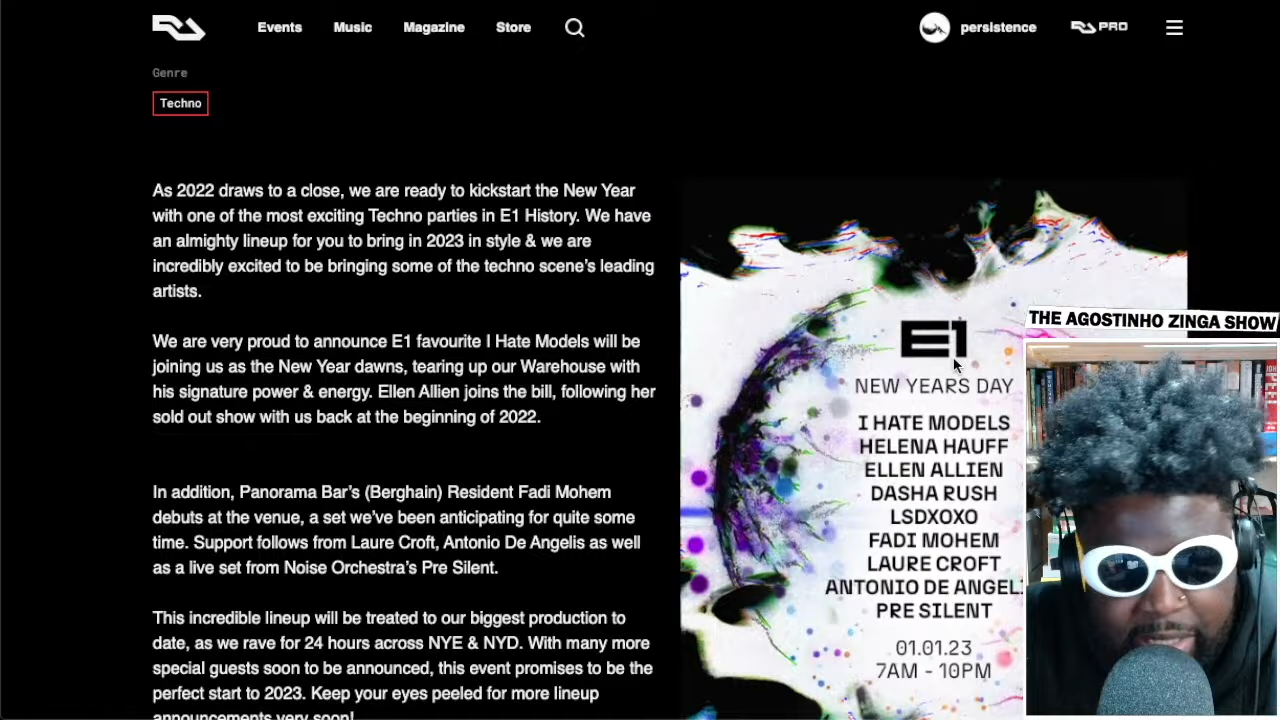 Events Music Magazine Store
persistence
PRO
Genre
Techno
As 2022 draws to a close, we are ready to kickstart the New Year
with one of the most exciting Techno parties in E1 History. We have
an almighty lineup for you to bring in 2023 in style & we are
incredibly excited to be bringing some of the techno scene’s leading
artists.
We are very proud to announce E1 favourite I Hate Models will be
joining us as the New Year dawns, tearing up our Warehouse with
his signature power & energy. Ellen Allien joins the bill, following her
sold out show with us back at the beginning of 2022.
In addition, Panorama Bar’s (Berghain) Resident Fadi Mohem
debuts at the venue, a set we’ve been anticipating for quite some
time. Support follows from Laure Croft, Antonio De Angelis as well
as a live set from Noise Orchestra’s Pre Silent.
This incredible lineup will be treated to our biggest production to
date, as we rave for 24 hours across NYE & NYD. With many more
special guests soon to be announced, this event promises to be the
perfect start to 2023. Keep your eyes peeled for more lineup
announcements very soon!
E1
NEW YEARS DAY
I HATE MODELS
HELENA HAUFF
ELLEN ALLIEN
DASHA RUSH
LSDXOXO
FADI MOHEM
LAURE CROFT
ANTONIO DE ANGELI
PRE SILENT
01.01.23
7AM - 10PM
THE AGOSTINHO ZINGA SHOW